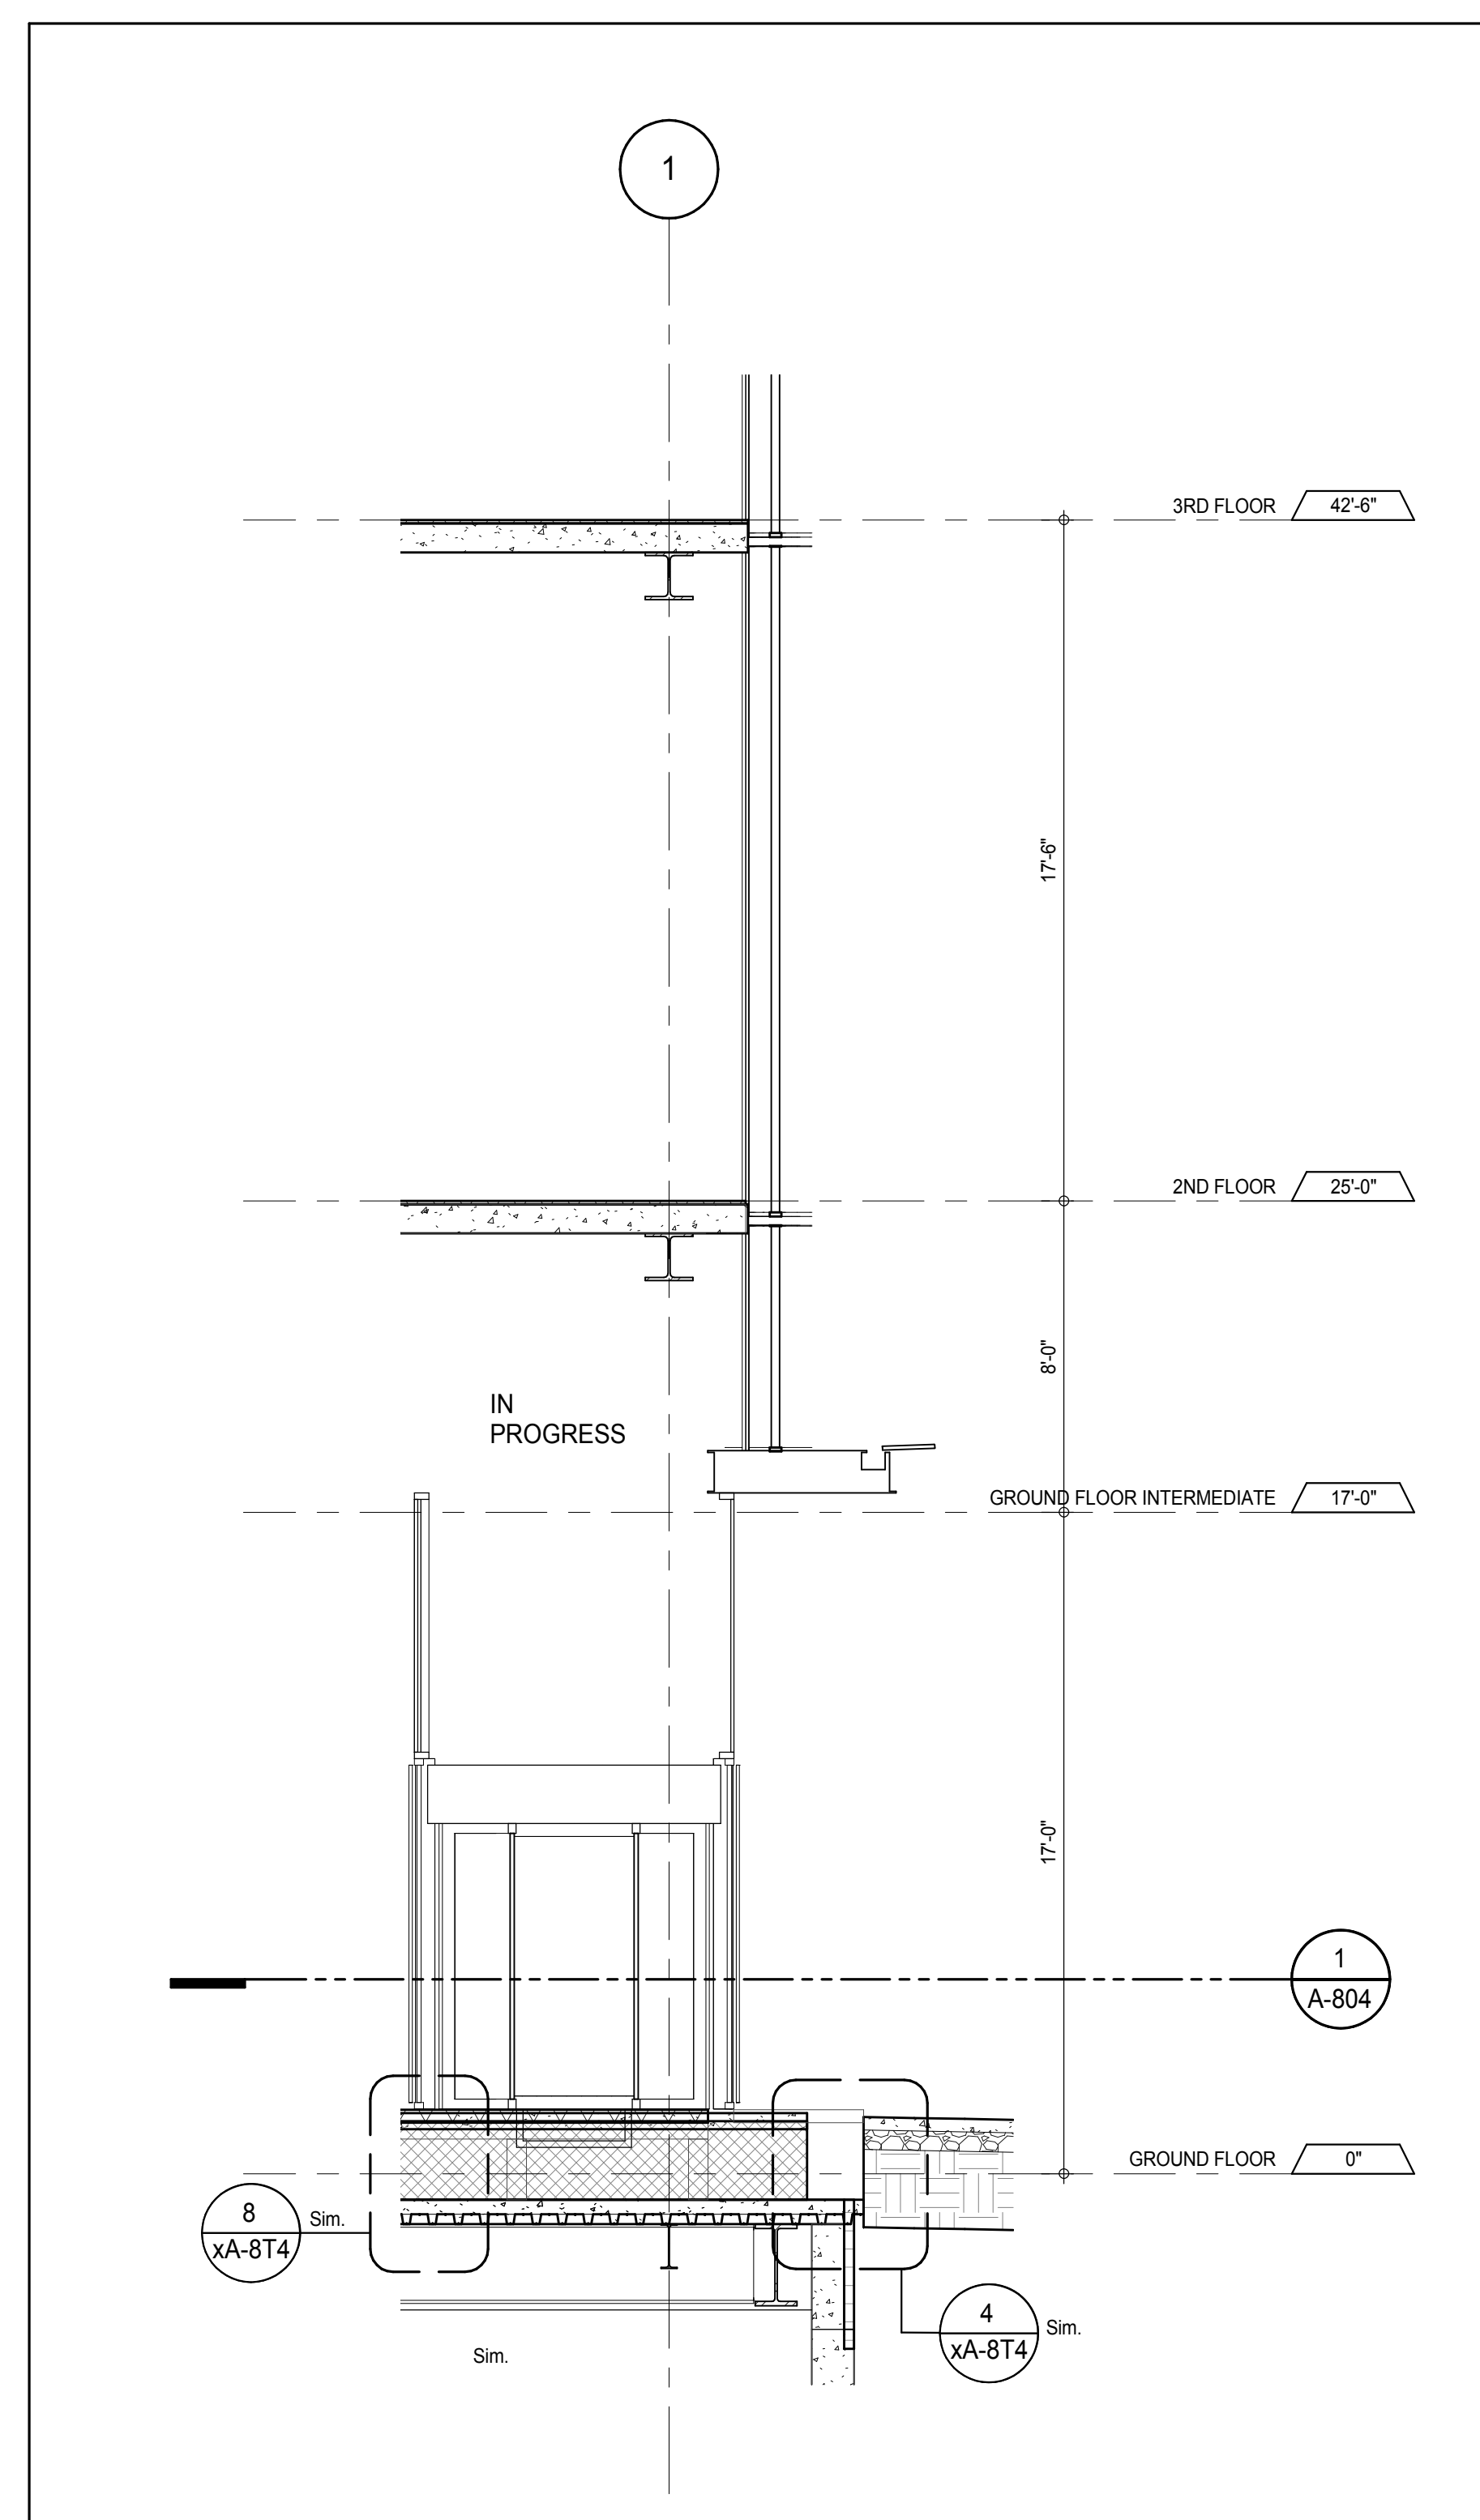 1
3RD FLOOR 42'-6"
17'-6"
2ND FLOOR 25'-0"
8'-0"
IN
PROGRESS
GROUND FLOOR INTERMEDIATE 17'-0"
17'-0"
1
A-804
GROUND FLOOR 0"
8
Sim.
xA-8T4
4
Sim.
xA-8T4
Sim.